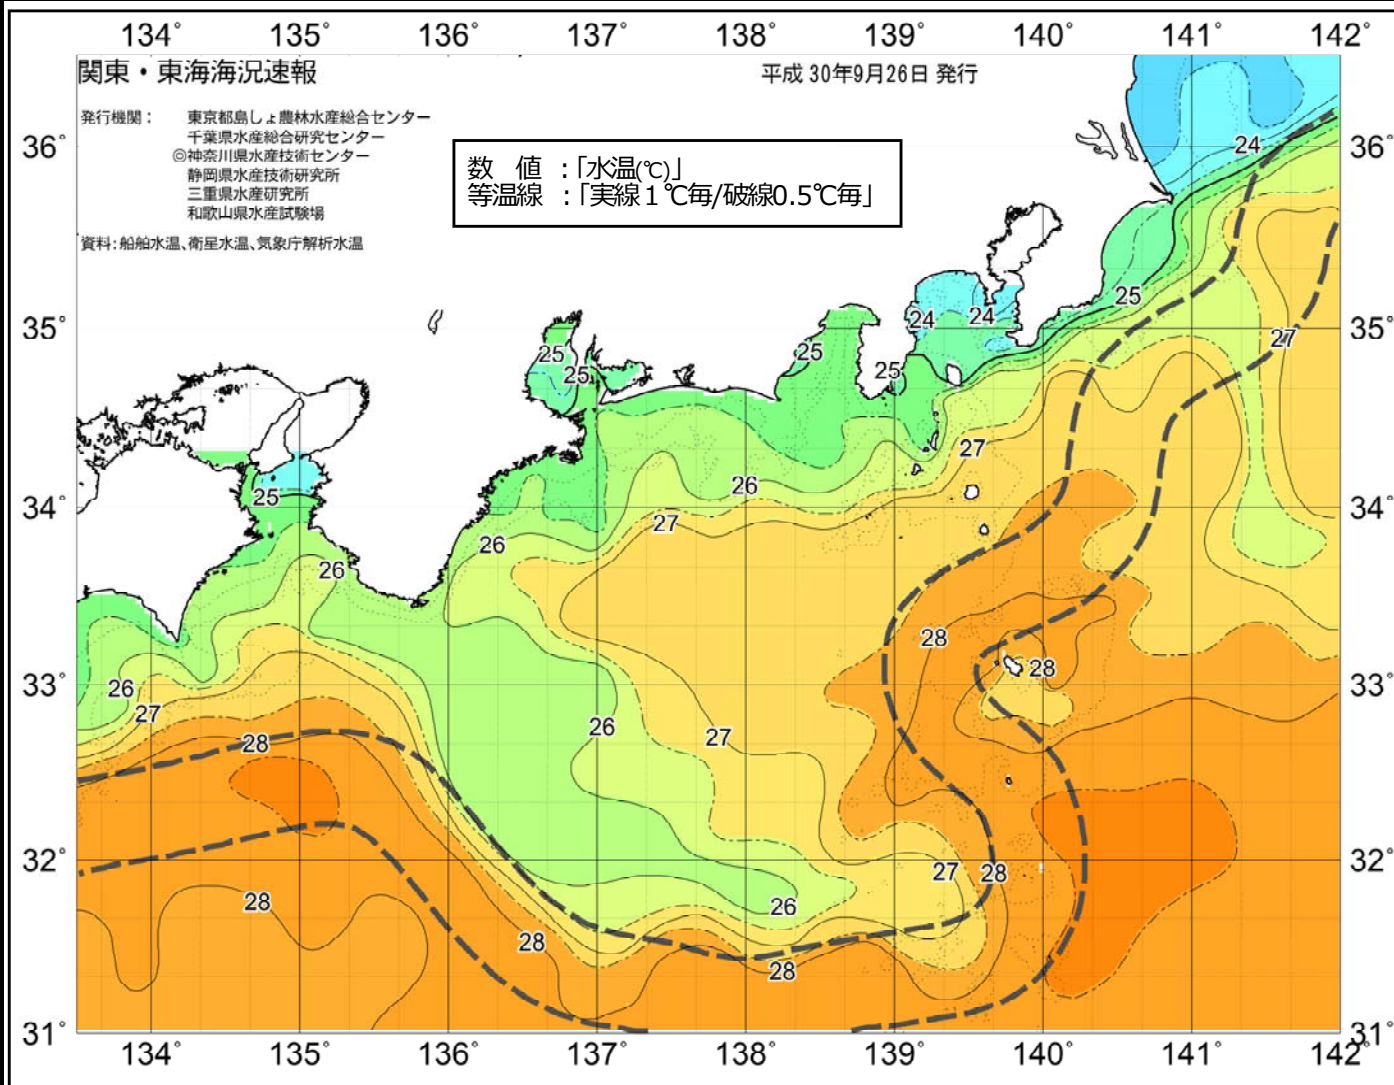 134° 135° 136° 137° 138° 139° 140° 141° 142°
関東・東海海況速報
平成 30年9月26日 発行
発行機関： 東京都島しょ農林水産総合センター
千葉県水産総合研究センター
◎神奈川県水産技術センター
静岡県水産技術研究所
三重県水産研究所
和歌山県水産試験場
資料：船舶水温、衛星水温、気象庁解析水温
数 値 ：「水温(℃)」
等温線 ：「実線１℃毎/破線0.5℃毎」
36° 36°
24
25
24 24
35° 35°
27
25 25
25 25
27
26
25
34° 34°
27
26
26
28
28
33° 33°
26
27
26
27
28
32° 32°
27 28
28
26
28
28
31° 31°
134° 135° 136° 137° 138° 139° 140° 141° 142°